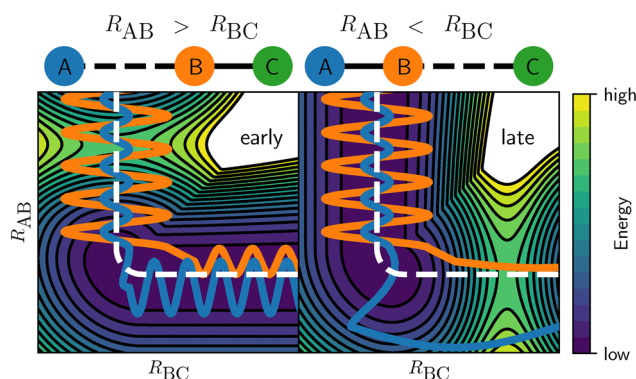 R_AB > R_BC
R_AB < R_BC
A B C A B C
high
early
late
R_AB
Energy
low
R_BC
R_BC